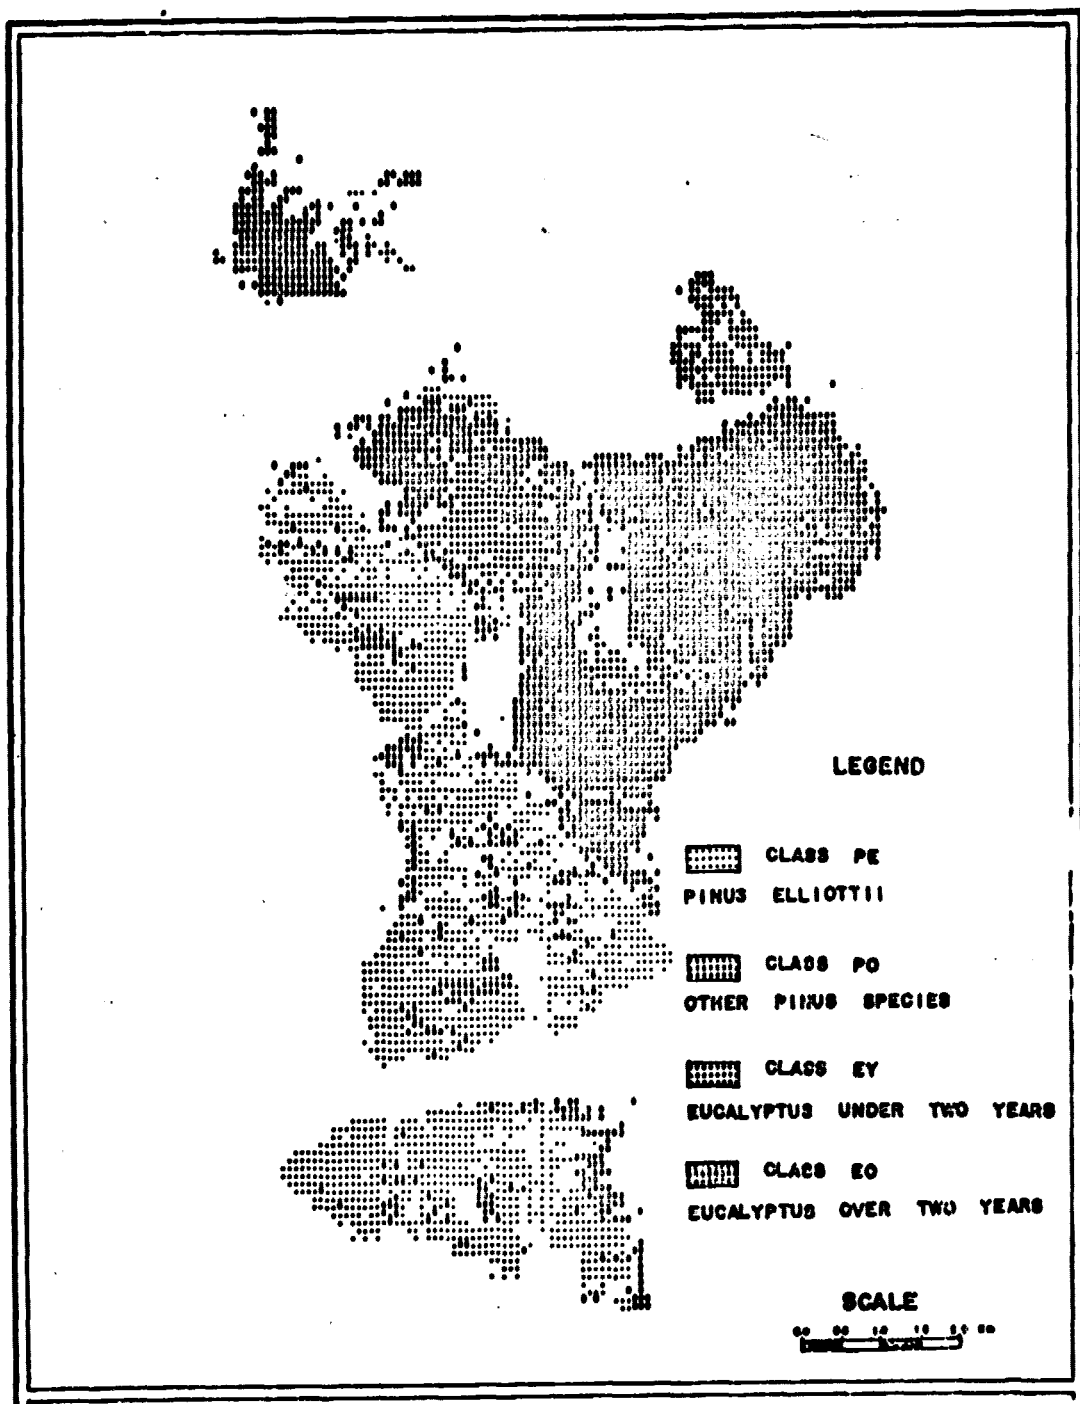 LEGEND
CLASS PE
PINUS ELLIOTTII
CLASS PO
OTHER PINUS SPECIES
CLASS EY
EUCALYPTUS UNDER TWO YEARS
CLASS EO
EUCALYPTUS OVER TWO YEARS
SCALE